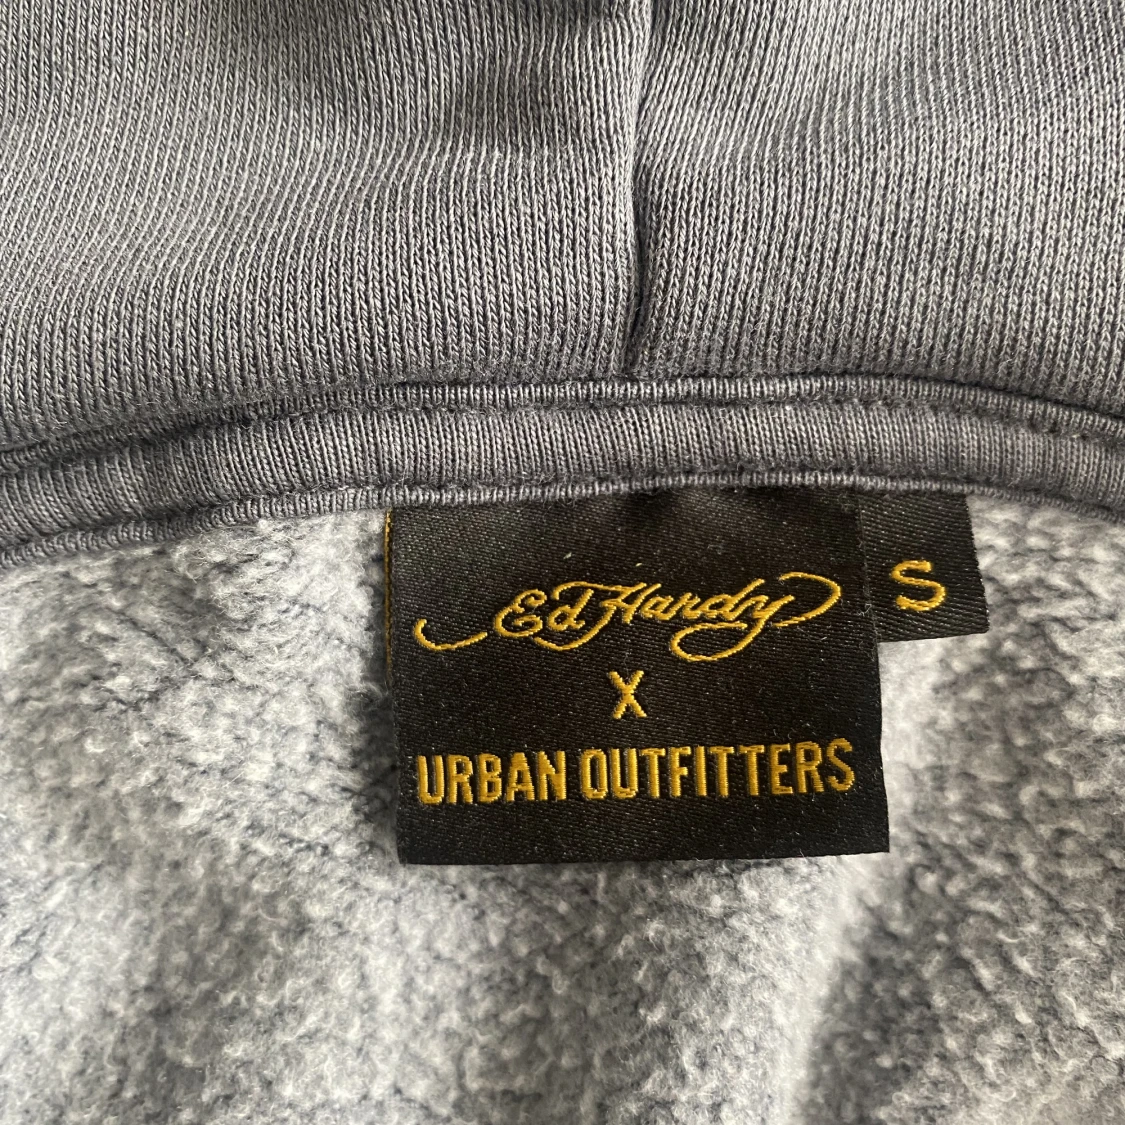 Ed Hardy
X
URBAN OUTFITTERS
S